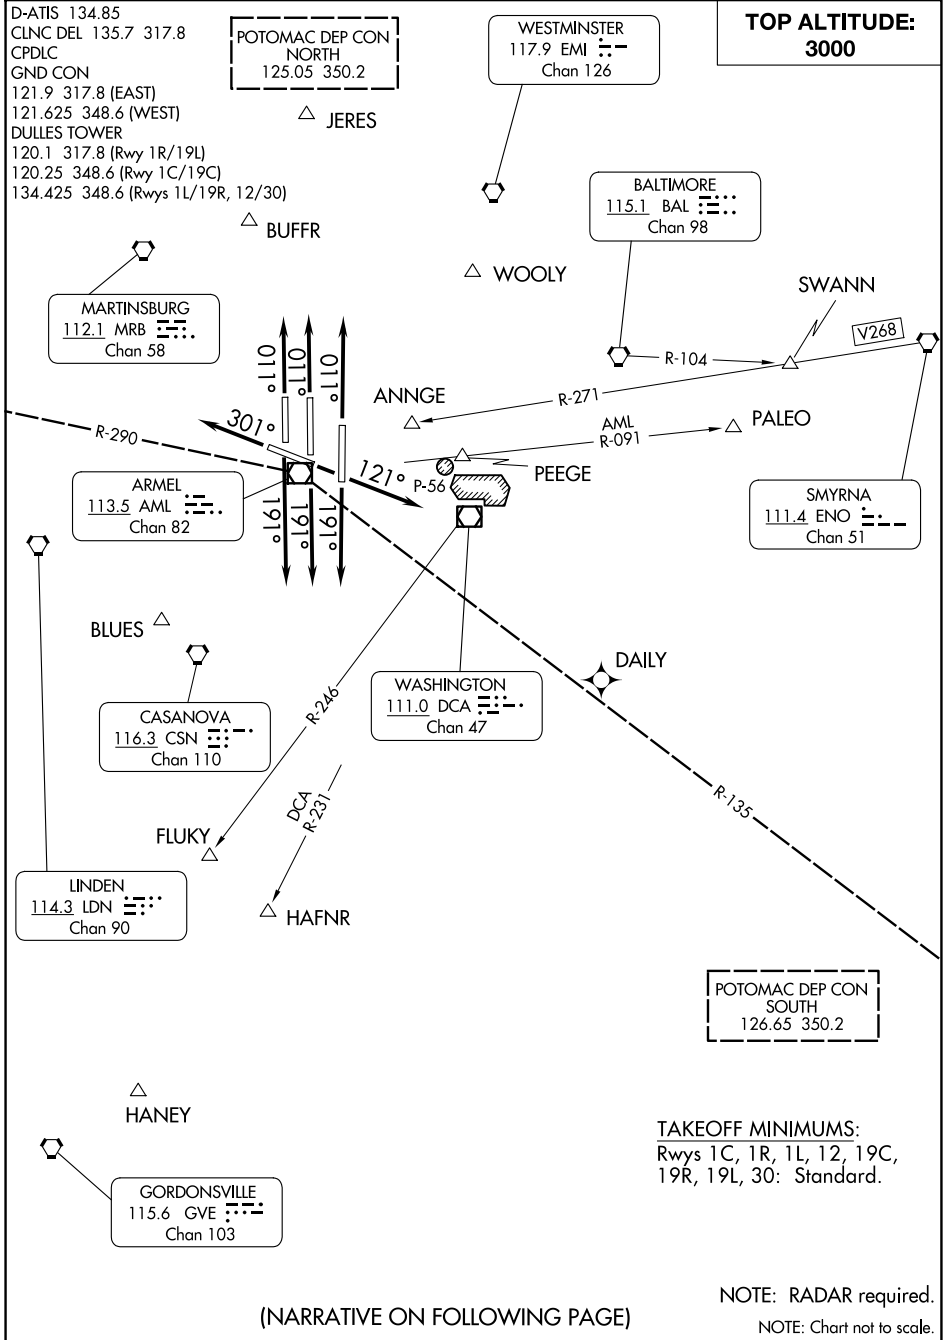 D-ATIS 134.85
CLNC DEL 135.7 317.8
CPDLC
GND CON
121.9 317.8 (EAST)
121.625 348.6 (WEST)
DULLES TOWER
120.1 317.8 (Rwy 1R/19L)
120.25 348.6 (Rwy 1C/19C)
134.425 348.6 (Rwys 1L/19R, 12/30)
POTOMAC DEP CON
NORTH
125.05 350.2
WESTMINSTER
117.9 EMI
Chan 126
TOP ALTITUDE:
3000
JERES
BUFFR
BALTIMORE
115.1 BAL
Chan 98
WOOLY
SWANN
MARTINSBURG
112.1 MRB
Chan 58
V268
011°
011°
011°
R-104
R-271
ANNGE
301°
R-290
AML
R-091
PALEO
PEEGE
P-56
121°
ARMEL
113.5 AML
Chan 82
191°
191°
191°
SMYRNA
111.4 ENO
Chan 51
BLUES
DAILY
WASHINGTON
111.0 DCA
Chan 47
CASANOVA
116.3 CSN
Chan 110
R-246
R-135
DCA
R-231
FLUKY
LINDEN
114.3 LDN
Chan 90
HAFNR
POTOMAC DEP CON
SOUTH
126.65 350.2
HANEY
TAKEOFF MINIMUMS:
Rwys 1C, 1R, 1L, 12, 19C,
19R, 19L, 30: Standard.
GORDONSVILLE
115.6 GVE
Chan 103
NOTE: RADAR required.
(NARRATIVE ON FOLLOWING PAGE)
NOTE: Chart not to scale.